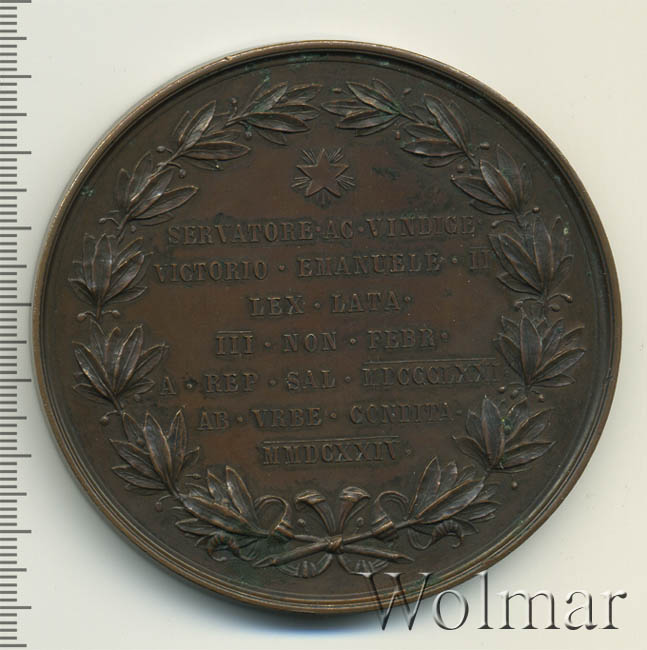 SERVATORE · AC · VINDICE
VICTORIO · EMANUELE · II
LEX · LATA ·
III · NON · FEBR ·
A · REP · SAL · MDCCCLXXI
AB · VRBE · CONDITA ·
MMDCXXIV ·
Wolmar